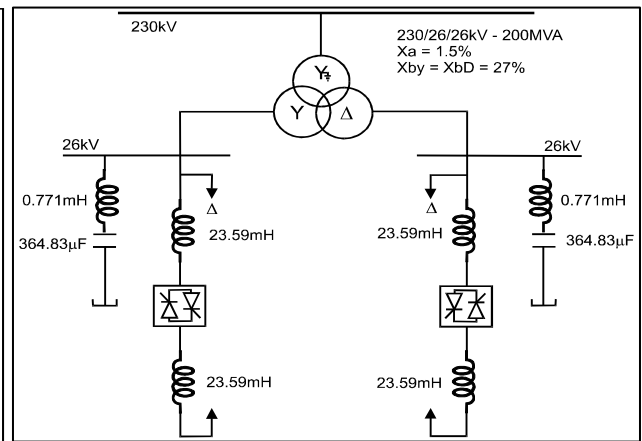 230kV
230/26/26kV - 200MVA
Xa = 1.5%
Xby = XbD = 27%
Y
Y Δ
26kV 26kV
0.771mH Δ Δ 0.771mH
23.59mH 23.59mH
364.83μF 364.83μF
23.59mH 23.59mH